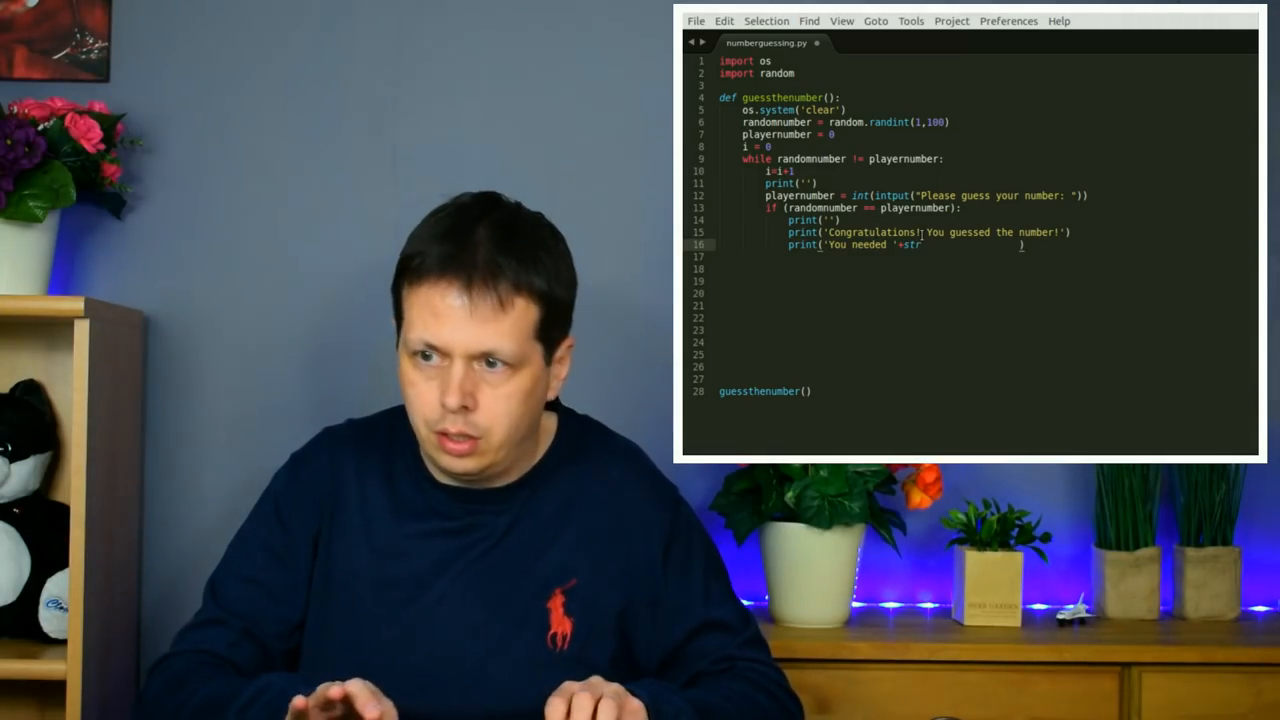 File Edit Selection Find View Goto Tools Project Preferences Help
numberguessing.py
1 import os
2 import random
3
4 def guessthenumber():
5 os.system('clear')
6 randomnumber = random.randint(1,100)
7 playernumber = 0
8 i = 0
9 while randomnumber != playernumber:
10 i=i+1
11 print('')
12 playernumber = int(intput("Please guess your number: "))
13 if (randomnumber == playernumber):
14 print('')
15 print('Congratulations! You guessed the number!')
16 print('You needed '+str )
17
18
19
20
21
22
23
24
25
26
27
28 guessthenumber()